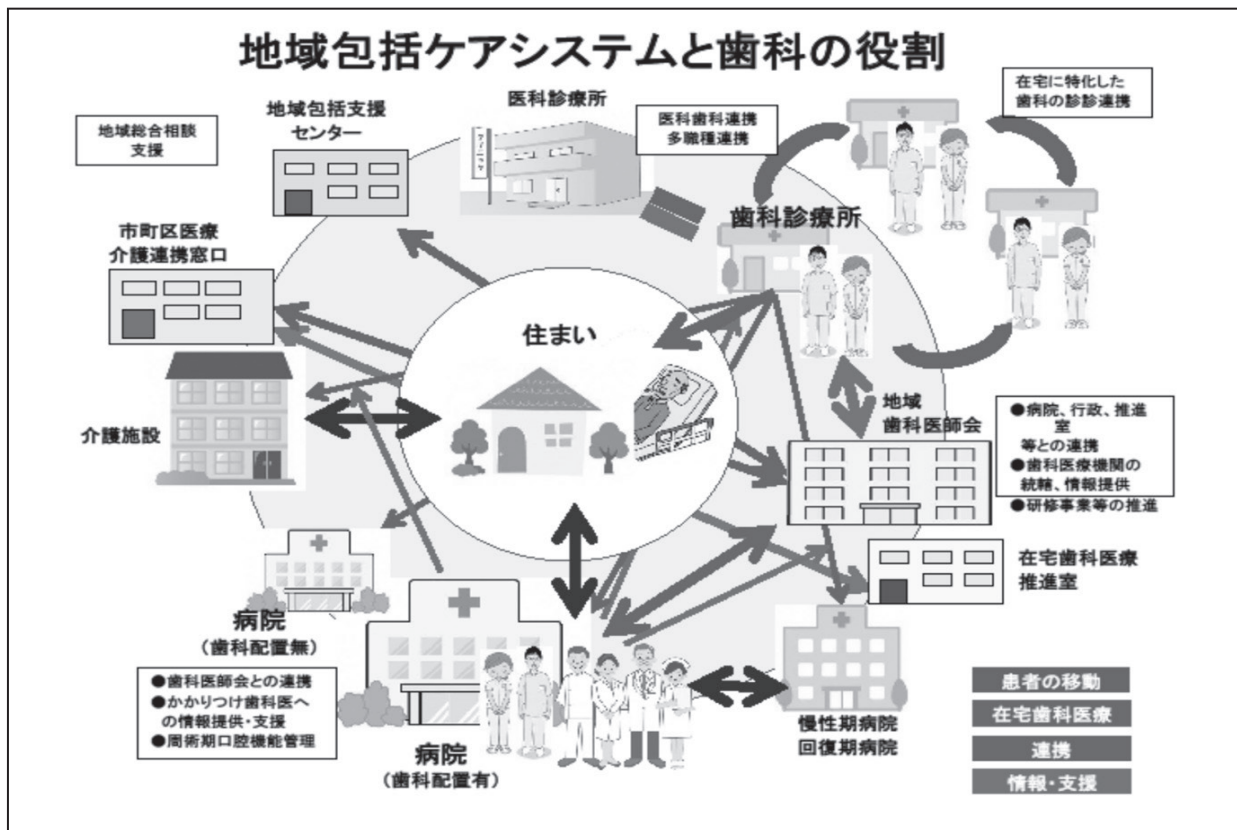 地域包括ケアシステムと歯科の役割
地域総合相談
支援
地域包括支援
センター
医科診療所
クリニック
医科歯科連携
多職種連携
在宅に特化した
歯科の診診連携
歯科診療所
市町区医療
介護連携窓口
住まい
介護施設
地域
歯科医師会
●病院、行政、推進
室
等との連携
●歯科医療機関の
統轄、情報提供
●研修事業等の推進
在宅歯科医療
推進室
病院
(歯科配置無)
●歯科医師会との連携
●かかりつけ歯科医へ
の情報提供・支援
●周術期口腔機能管理
病院
(歯科配置有)
慢性期病院
回復期病院
患者の移動
在宅歯科医療
連携
情報・支援